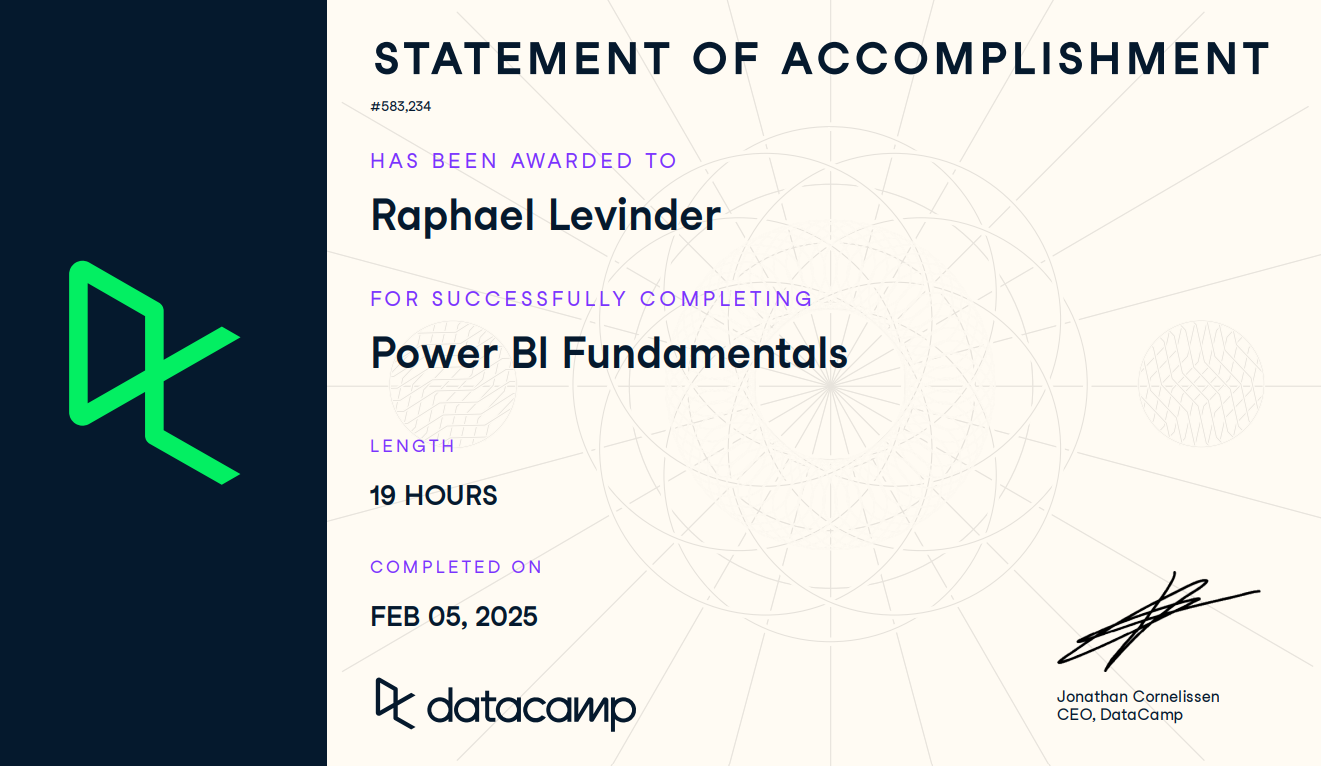 STATEMENT OF ACCOMPLISHMENT
#583,234
HAS BEEN AWARDED TO
Raphael Levinder
FOR SUCCESSFULLY COMPLETING
Power BI Fundamentals
LENGTH
19 HOURS
COMPLETED ON
FEB 05, 2025
datacamp
Jonathan Cornelissen
CEO, DataCamp